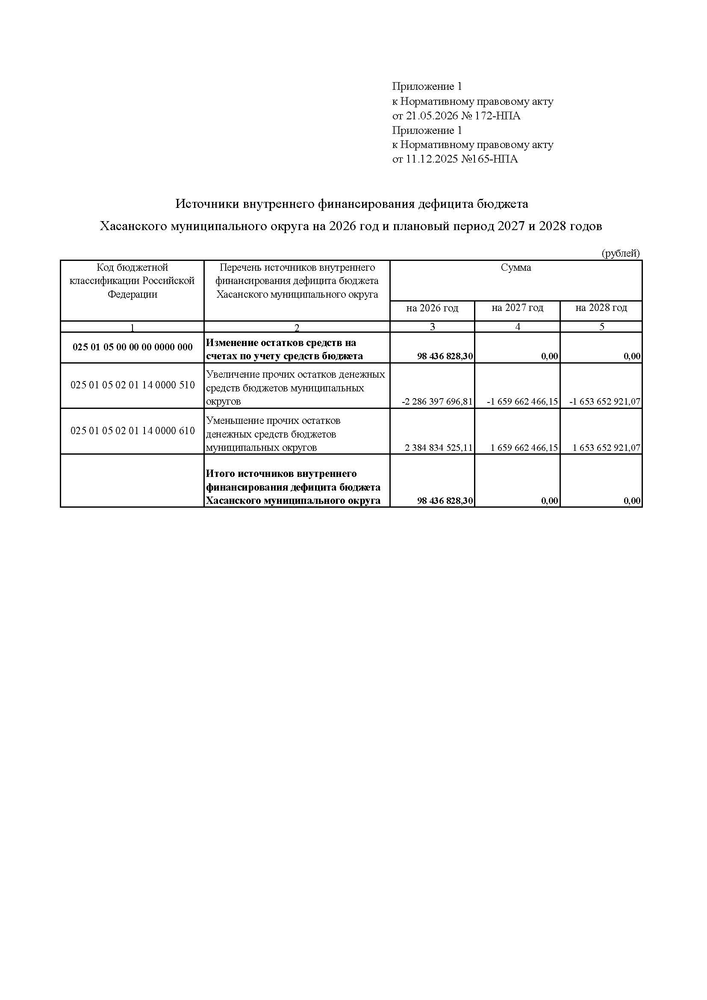 Приложение 1
к Нормативному правовому акту
от 21.05.2026 № 172-НПА
Приложение 1
к Нормативному правовому акту
от 11.12.2025 №165-НПА
Источники внутреннего финансирования дефицита бюджета
Хасанского муниципального округа на 2026 год и плановый период 2027 и 2028 годов
(рублей)
Код бюджетной
классификации Российской
Федерации
Перечень источников внутреннего
финансирования дефицита бюджета
Хасанского муниципального округа
Сумма
на 2026 год
на 2027 год
на 2028 год
1
2
3
4
5
025 01 05 00 00 00 0000 000
Изменение остатков средств на
счетах по учету средств бюджета
98 436 828,30
0,00
0,00
025 01 05 02 01 14 0000 510
Увеличение прочих остатков денежных
средств бюджетов муниципальных
округов
-2 286 397 696,81
-1 659 662 466,15
-1 653 652 921,07
025 01 05 02 01 14 0000 610
Уменьшение прочих остатков
денежных средств бюджетов
муниципальных округов
2 384 834 525,11
1 659 662 466,15
1 653 652 921,07
Итого источников внутреннего
финансирования дефицита бюджета
Хасанского муниципального округа
98 436 828,30
0,00
0,00